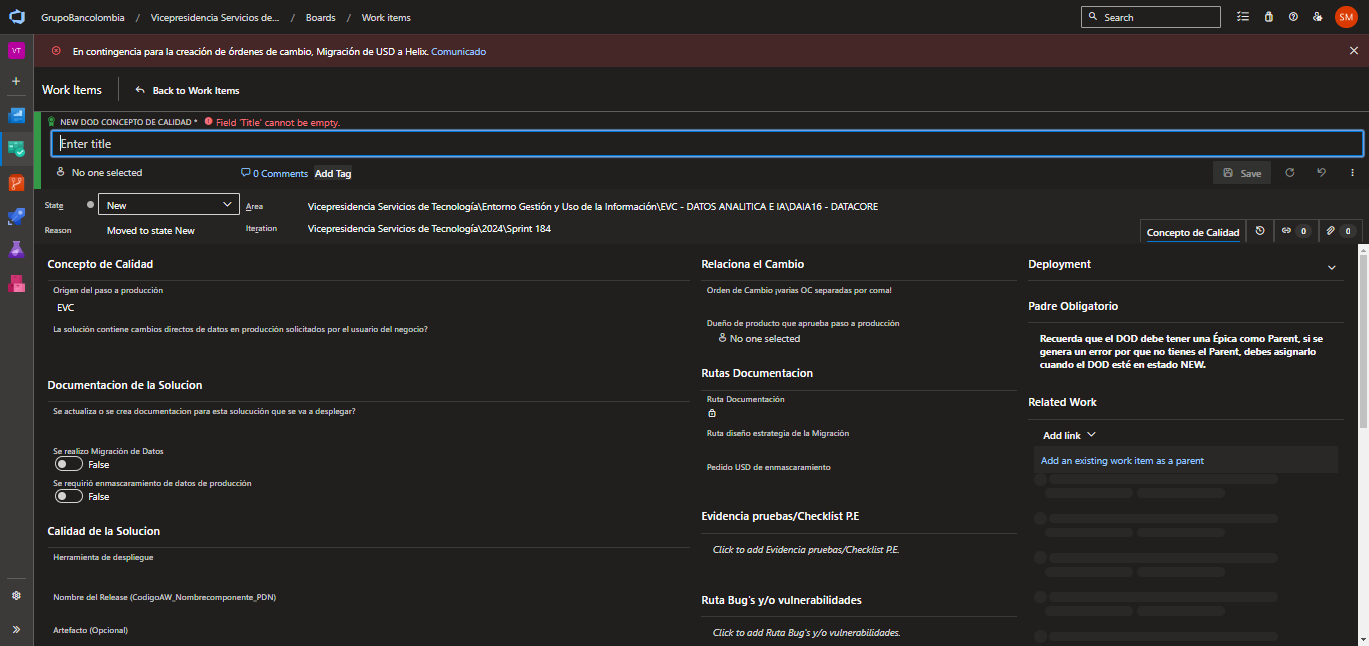 GrupoBancolombia / Vicepresidencia Servicios de... / Boards / Work items
Search
SM
VT
En contingencia para la creación de órdenes de cambio, Migración de USD a Helix. Comunicado
Work Items
Back to Work Items
NEW DOD CONCEPTO DE CALIDAD * Field 'Title' cannot be empty.
Enter title
No one selected
0 Comments
Add Tag
Save
State
New
Area
Vicepresidencia Servicios de Tecnología\Entorno Gestión y Uso de la Información\EVC - DATOS ANALITICA E IA\DAIA16 - DATACORE
Reason
Moved to state New
Iteration
Vicepresidencia Servicios de Tecnología\2024\Sprint 184
Concepto de Calidad
0
0
Concepto de Calidad
Origen del paso a producción
EVC
La solución contiene cambios directos de datos en producción solicitados por el usuario del negocio?
Documentacion de la Solucion
Se actualiza o se crea documentacion para esta solucución que se va a desplegar?
Se realizo Migración de Datos
False
Se requirió enmascaramiento de datos de producción
False
Calidad de la Solucion
Herramienta de despliegue
Nombre del Release (CodigoAW_Nombrecomponente_PDN)
Artefacto (Opcional)
Relaciona el Cambio
Orden de Cambio ¡varias OC separadas por coma!
Dueño de producto que aprueba paso a producción
No one selected
Rutas Documentacion
Ruta Documentación
Ruta diseño estrategia de la Migración
Pedido USD de enmascaramiento
Evidencia pruebas/Checklist P.E
Click to add Evidencia pruebas/Checklist P.E.
Ruta Bug's y/o vulnerabilidades
Click to add Ruta Bug's y/o vulnerabilidades.
Deployment
Padre Obligatorio
Recuerda que el DOD debe tener una Épica como Parent, si se
genera un error por que no tienes el Parent, debes asignarlo
cuando el DOD esté en estado NEW.
Related Work
Add link
Add an existing work item as a parent